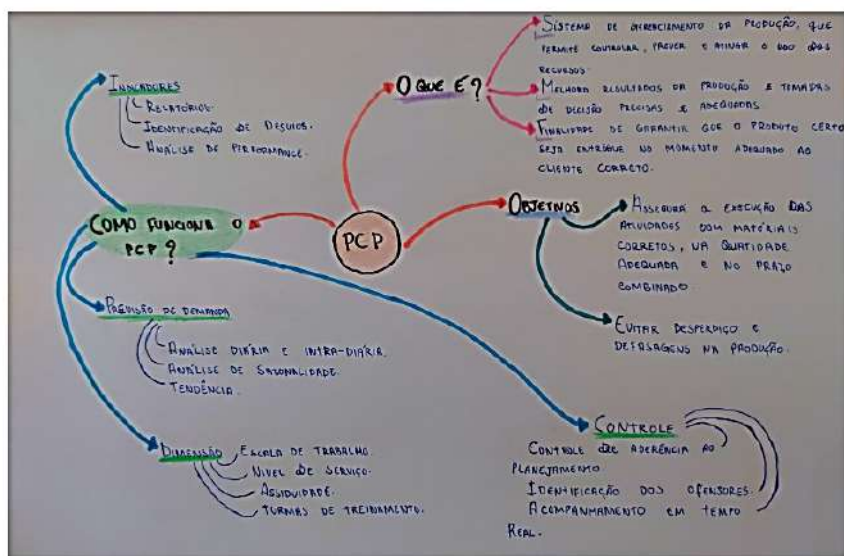 PCP
O QUE É?
SISTEMA DE GERENCIAMENTO DA PRODUÇÃO, QUE
PERMITE CONTROLAR, PREVER E ATINGIR O USO DOS
RECURSOS.
MELHORA RESULTADOS DA PRODUÇÃO E TOMADAS
DE DECISÃO PRECISAS E ADEQUADAS
FINALIDADE DE GARANTIR QUE O PRODUTO CERTO
SEJA ENTREGUE NO MOMENTO ADEQUADO AO
CLIENTE CORRETO.
OBJETIVOS
ASSEGURA A EXECUÇÃO DAS
ATIVIDADES COM MATÓRIAIS
CORRETOS, NA QUATIDADE
ADEQUADA E NO PRAZO
COMBINADO.
EVITAR DESPERDIÇO E
DEFASAGENS NA PRODUÇÃO.
COMO FUNCIONA O
PCP?
INDICADORES
RELATÓRIOS.
IDENTIFICAÇÃO DE DESVIOS.
ANÁLISE DE PERFORMANCE.
PREVISÃO DE DEMANDA
ANÁLISE DIÁRIA E INTRA-DIÁRIA.
ANÁLISE DE SAZONALIDADE.
TENDÊNCIA.
DIMENSÃO
ESCALA DE TRABALHO.
NIVEL DE SERVIÇO.
ASSIDUIDADE.
TURMAS DE TREINAMENTO.
CONTROLE
CONTROLE DE ADERÊNCIA AO
PLANEJAMENTO
IDENTIFICAÇÃO DOS OFENSORES.
ACOMPANHAMENTO EM TEMPO
REAL.